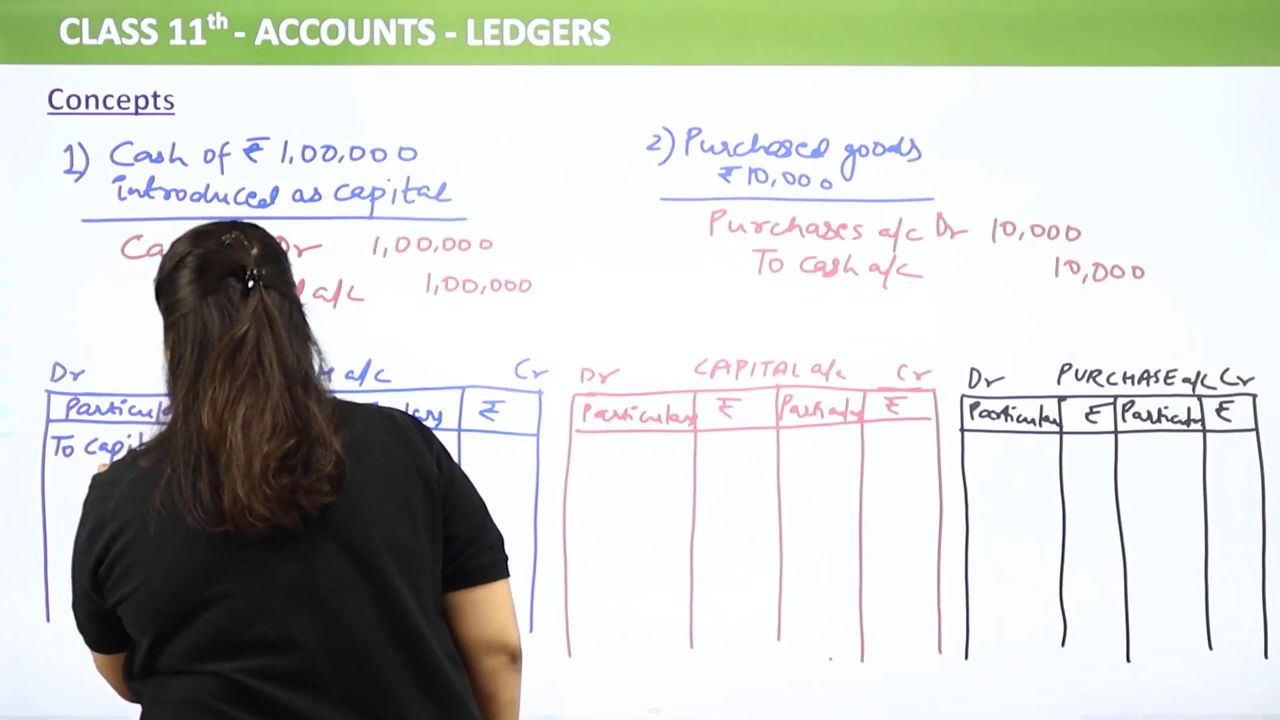 CLASS 11th - ACCOUNTS - LEDGERS
Concepts
1) Cash of ₹ 1,00,000
introduced as capital
Dr 1,00,000
a/c 1,00,000
2) Purchased goods
₹10,000
Purchases a/c Dr 10,000
To Cash a/c 10,000
Dr a/c Cr
₹
Dr CAPITAL a/c Cr
Particulars ₹ Particulars ₹
Dr PURCHASE a/c Cr
Particulars ₹ Particulars ₹
To